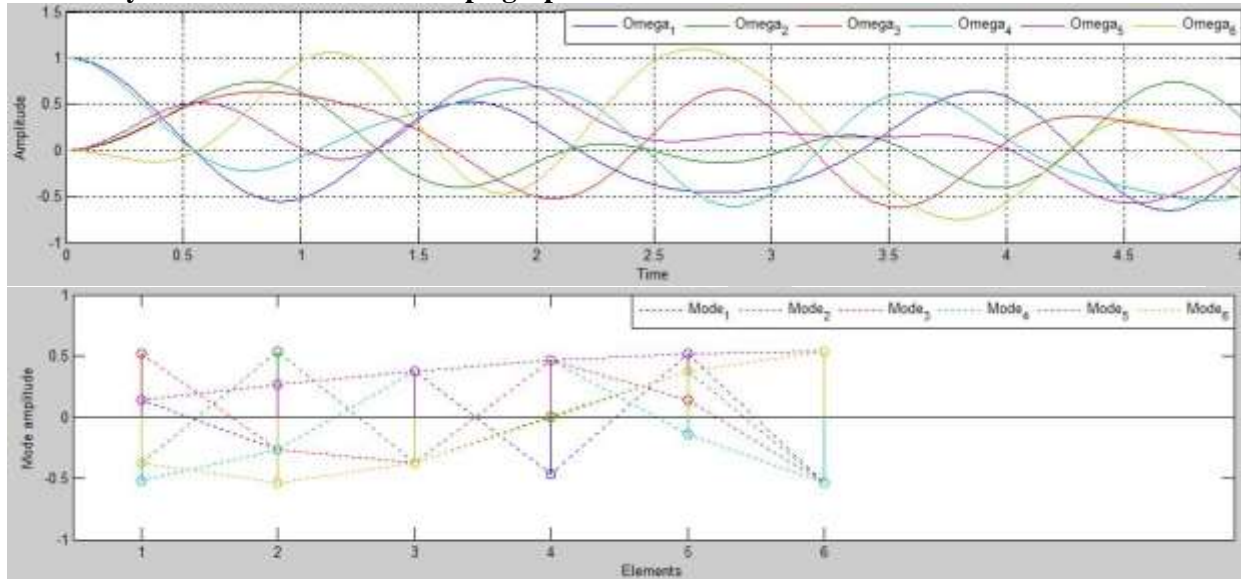 Omega1 Omega2 Omega3 Omega4 Omega5 Omega6
1.5
1
0.5
0
-0.5
-1
Amplitude
0 0.5 1 1.5 2 2.5 3 3.5 4 4.5 5
Time
Mode1 Mode2 Mode3 Mode4 Mode5 Mode6
1
0.5
0
-0.5
-1
Mode amplitude
1 2 3 4 5 6
Elements